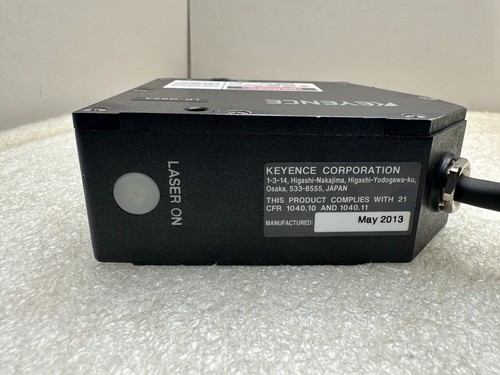 KEYENCE
LASER ON
KEYENCE CORPORATION
1-3-14, Higashi-Nakajima, Higashi-Yodogawa-ku,
Osaka, 533-8555, JAPAN
THIS PRODUCT COMPLIES WITH 21
CFR 1040.10 AND 1040.11
MANUFACTURED: May 2013